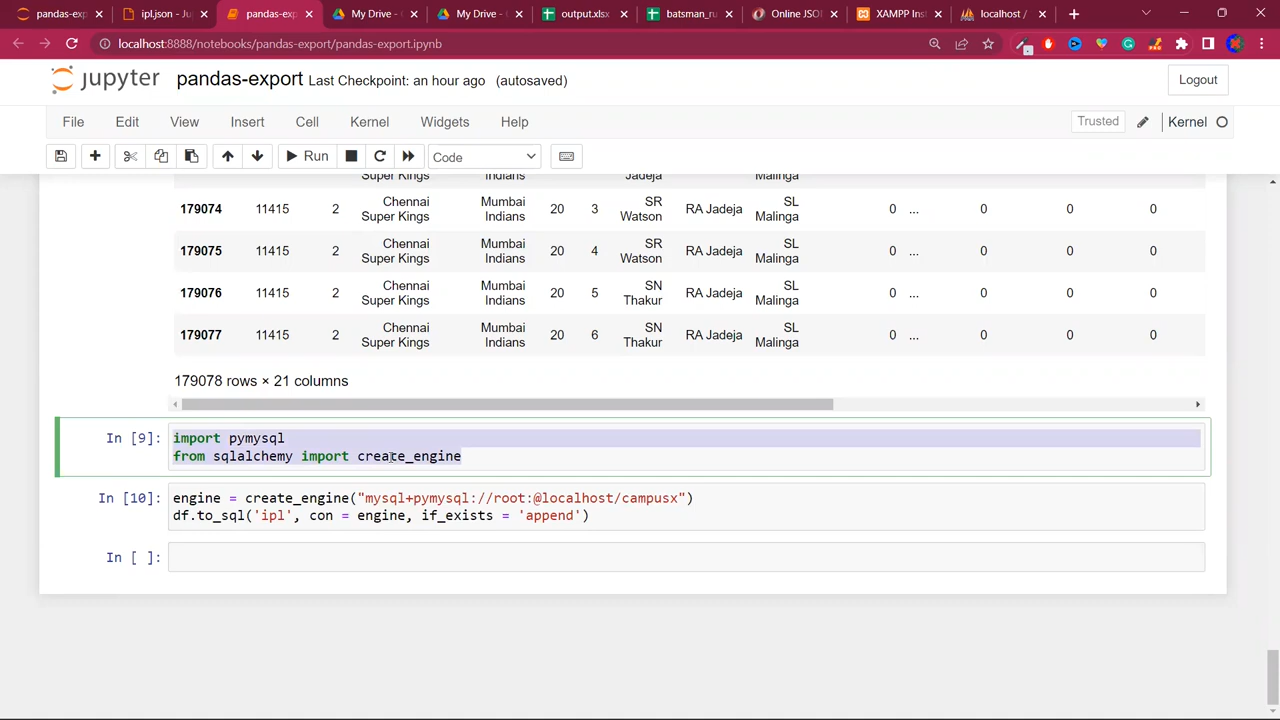 pandas-exp
ipl.json - Ju
pandas-exp
My Drive -
My Drive -
output.xlsx
batsman_ru
Online JSO
XAMPP Inst
localhost /
localhost:8888/notebooks/pandas-export/pandas-export.ipynb
jupyter pandas-export Last Checkpoint: an hour ago (autosaved)
Logout
File Edit View Insert Cell Kernel Widgets Help
Trusted Kernel
Run Code
Super Kings Indians Jadeja Malinga
179074 11415 2 Chennai Super Kings Mumbai Indians 20 3 SR Watson RA Jadeja SL Malinga 0 ... 0 0 0
179075 11415 2 Chennai Super Kings Mumbai Indians 20 4 SR Watson RA Jadeja SL Malinga 0 ... 0 0 0
179076 11415 2 Chennai Super Kings Mumbai Indians 20 5 SN Thakur RA Jadeja SL Malinga 0 ... 0 0 0
179077 11415 2 Chennai Super Kings Mumbai Indians 20 6 SN Thakur RA Jadeja SL Malinga 0 ... 0 0 0
179078 rows × 21 columns
In [9]: import pymysql
from sqlalchemy import create_engine
In [10]: engine = create_engine("mysql+pymysql://root:@localhost/campusx")
df.to_sql('ipl', con = engine, if_exists = 'append')
In [ ]: